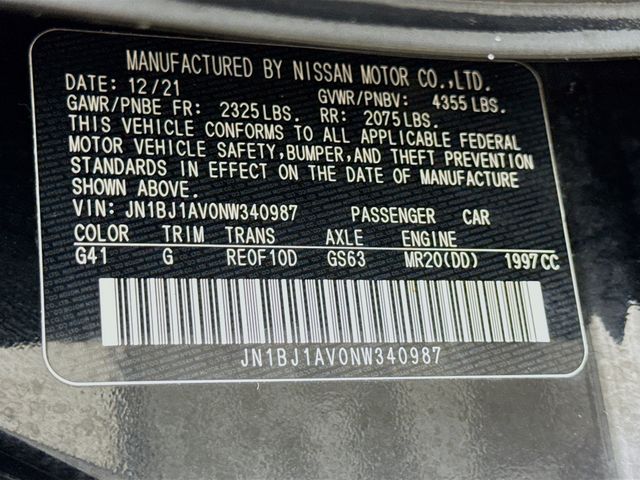 MANUFACTURED BY NISSAN MOTOR CO.,LTD.
DATE: 12/21 GVWR/PNBV: 4355 LBS.
GAWR/PNBE FR: 2325 LBS. RR: 2075 LBS.
THIS VEHICLE CONFORMS TO ALL APPLICABLE FEDERAL
MOTOR VEHICLE SAFETY, BUMPER, AND THEFT PREVENTION
STANDARDS IN EFFECT ON THE DATE OF MANUFACTURE
SHOWN ABOVE.
VIN: JN1BJ1AV0NW340987 PASSENGER CAR
COLOR TRIM TRANS AXLE ENGINE
G41 G RE0F10D GS63 MR20(DD) 1997CC
JN1BJ1AV0NW340987